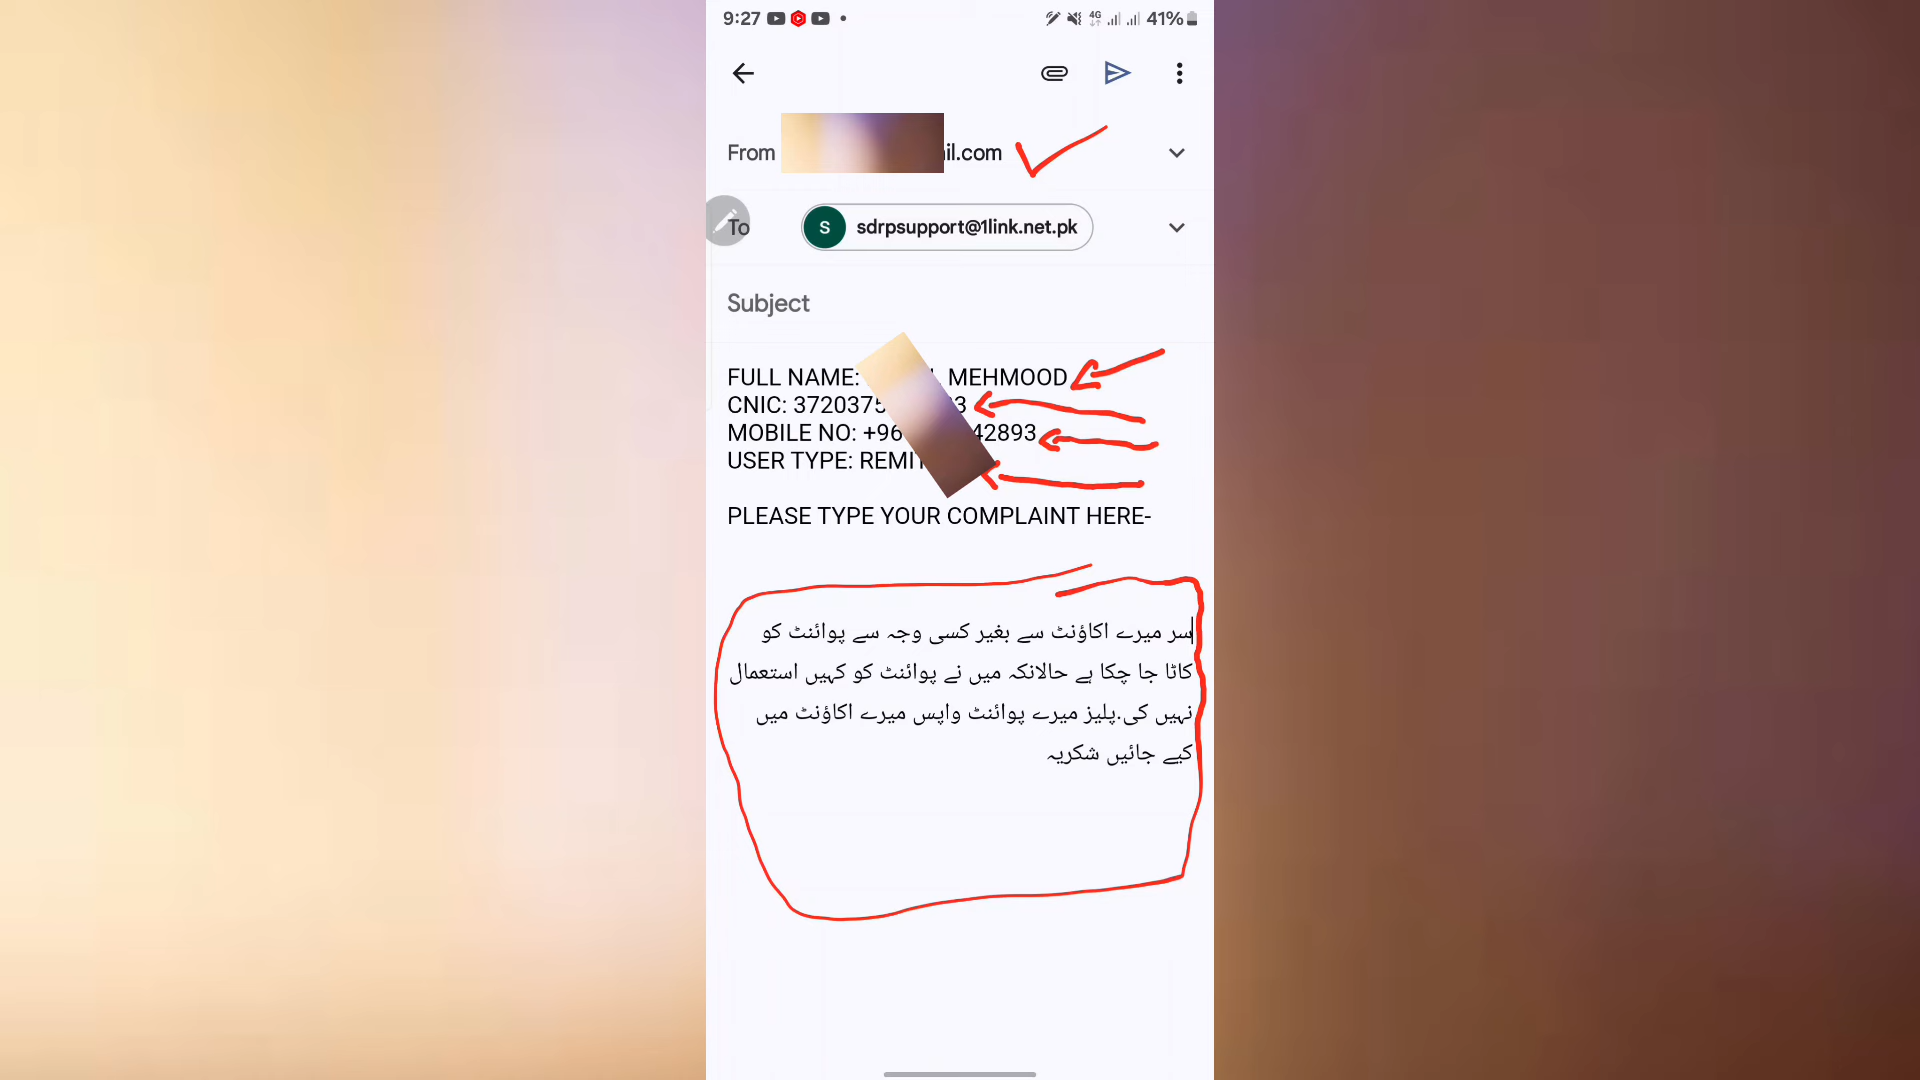 9:27 4G 41%
From il.com
To S sdrpsupport@1link.net.pk
Subject
FULL NAME: MEHMOOD
CNIC: 372037 3
MOBILE NO: +96 42893
USER TYPE:
PLEASE TYPE YOUR COMPLAINT HERE-
سر میرے اکاؤنٹ سے بغیر کسی وجہ سے پوائنٹ کو
کاٹا جا چکا ہے حالانکہ میں نے پوائنٹ کو کہیں استعمال
نہیں کی.پلیز میرے پوائنٹ واپس میرے اکاؤنٹ میں
کیے جائیں شکریہ